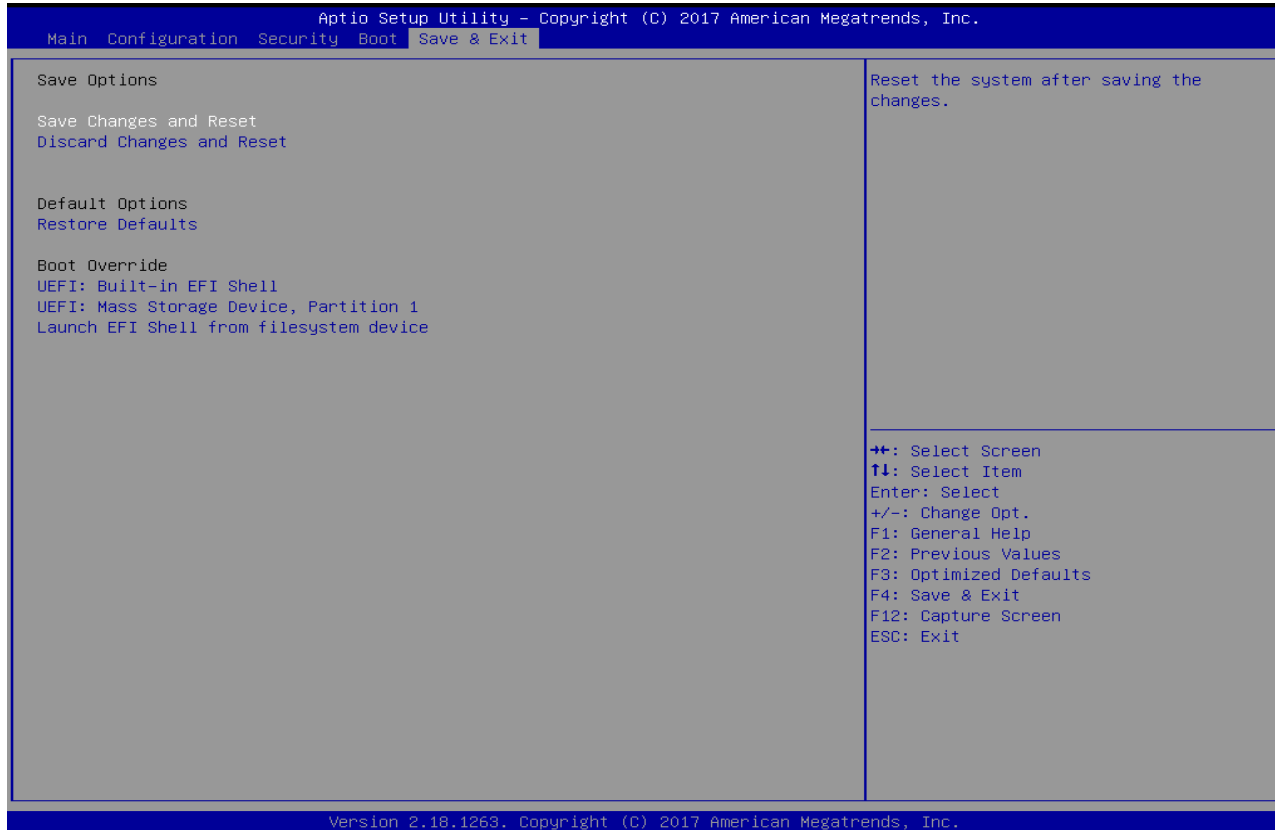 Aptio Setup Utility – Copyright (C) 2017 American Megatrends, Inc.
Main Configuration Security Boot Save & Exit
Save Options
Save Changes and Reset
Discard Changes and Reset
Default Options
Restore Defaults
Boot Override
UEFI: Built-in EFI Shell
UEFI: Mass Storage Device, Partition 1
Launch EFI Shell from filesystem device
Reset the system after saving the
changes.
→←: Select Screen
↑↓: Select Item
Enter: Select
+/-: Change Opt.
F1: General Help
F2: Previous Values
F3: Optimized Defaults
F4: Save & Exit
F12: Capture Screen
ESC: Exit
Version 2.18.1263. Copyright (C) 2017 American Megatrends, Inc.